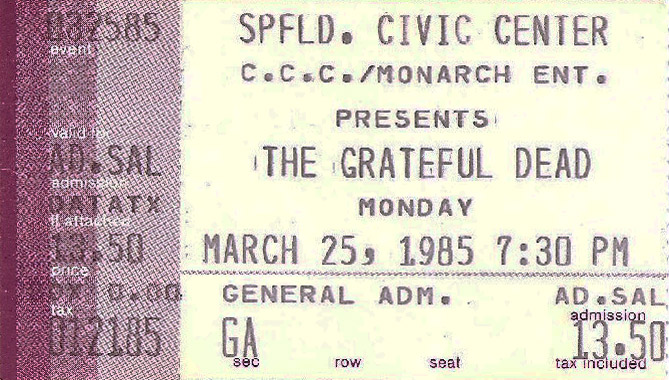 032585
event
valid for
AD.SAL
admission
DATATX
if attached
13.50
price
0.00
tax
012185
SPFLD. CIVIC CENTER
C.C.C./MONARCH ENT.
PRESENTS
THE GRATEFUL DEAD
MONDAY
MARCH 25, 1985 7:30 PM
GENERAL ADM. AD.SAL
admission
GA 13.50
sec row seat tax included